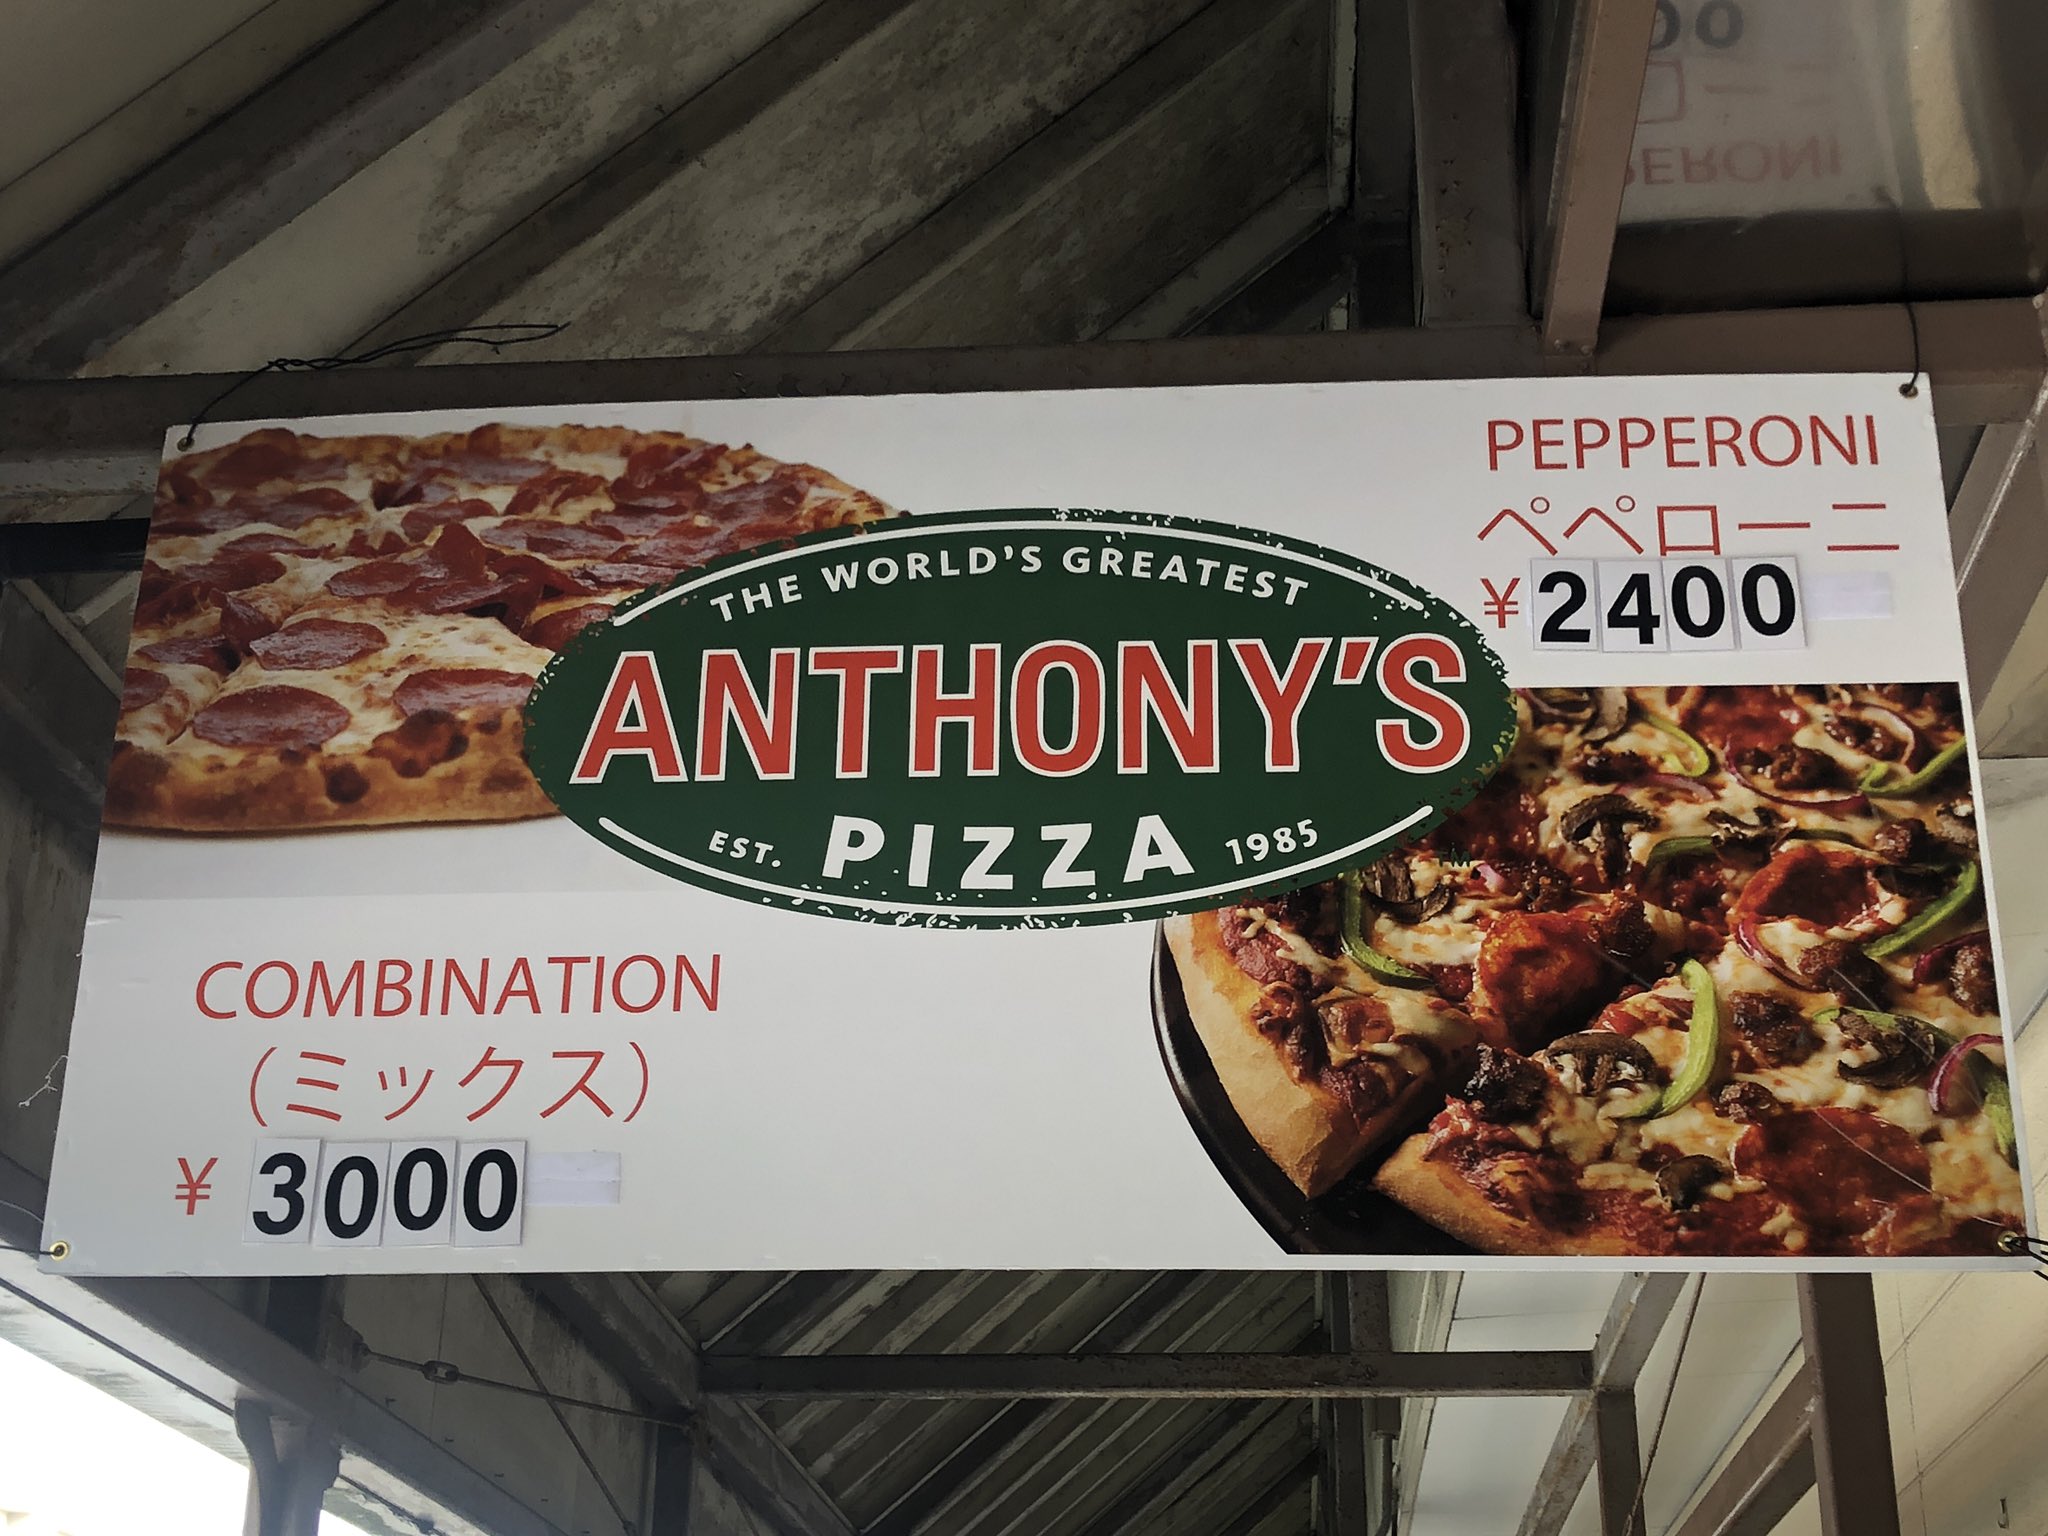 PEPPERONI
ペペローニ
¥2400
THE WORLD'S GREATEST
ANTHONY'S
EST. PIZZA 1985
TM
COMBINATION
(ミックス)
¥ 3000